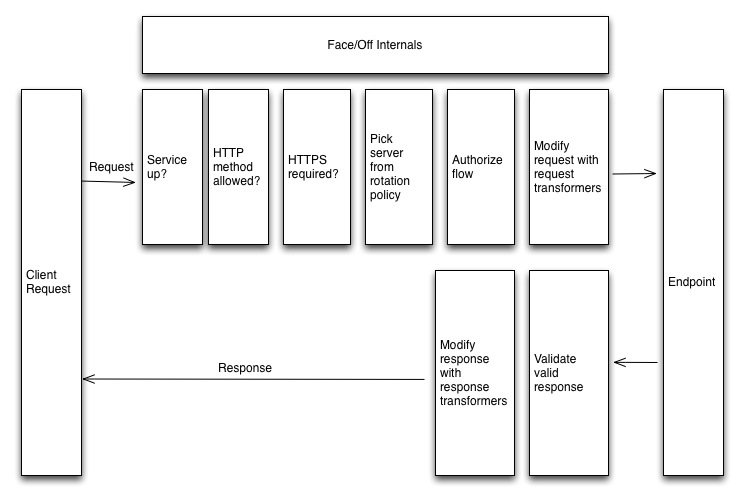 Face/Off Internals
Request
Service
up?
HTTP
method
allowed?
HTTPS
required?
Pick
server
from
rotation
policy
Authorize
flow
Modify
request with
request
transformers
Client
Request
Endpoint
Modify
response
with
response
transformers
Validate
valid
response
Response